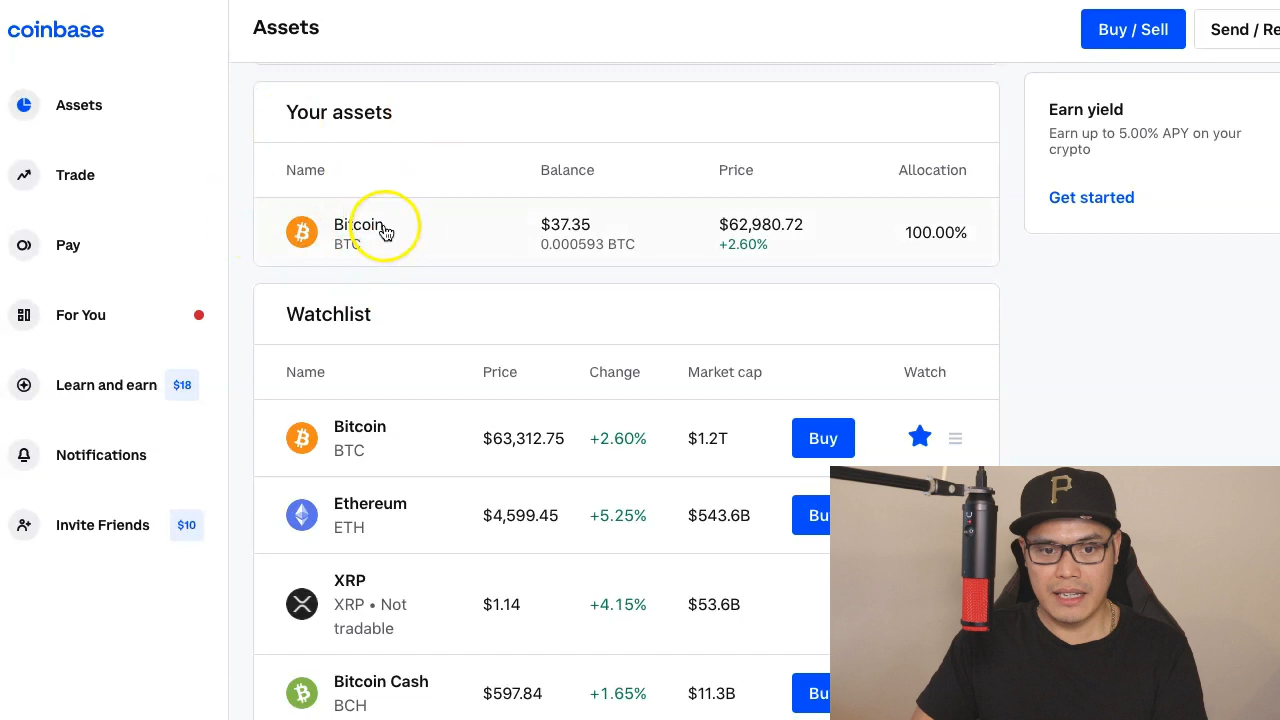 coinbase
Assets
Buy / Sell
Send / Re
Assets
Trade
Pay
For You
Learn and earn $18
Notifications
Invite Friends $10
Your assets
Name Balance Price Allocation
Bitcoin $37.35 $62,980.72 100.00%
BTC 0.000593 BTC +2.60%
Watchlist
Name Price Change Market cap Watch
Bitcoin
BTC
$63,312.75 +2.60% $1.2T Buy
Ethereum
ETH
$4,599.45 +5.25% $543.6B Bu
XRP
XRP • Not
tradable
$1.14 +4.15% $53.6B
Bitcoin Cash
BCH
$597.84 +1.65% $11.3B Bu
Earn yield
Earn up to 5.00% APY on your
crypto
Get started
P